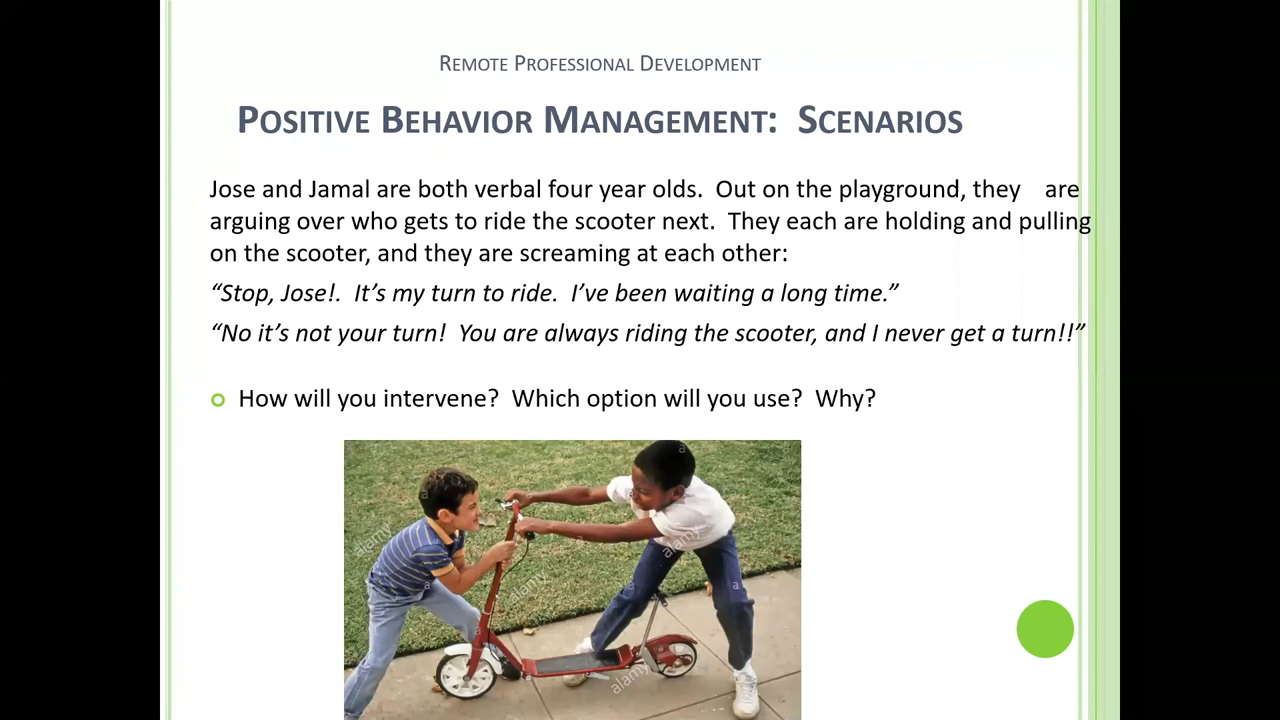 Remote Professional Development
Positive Behavior Management:  Scenarios
Jose and Jamal are both verbal four year olds.  Out on the playground, they    are
arguing over who gets to ride the scooter next.  They each are holding and pulling
on the scooter, and they are screaming at each other:
“Stop, Jose!.  It’s my turn to ride.  I’ve been waiting a long time.”
“No it’s not your turn!  You are always riding the scooter, and I never get a turn!!”
How will you intervene?  Which option will you use?  Why?
a
a
alamy
alamy
alamy
a
a
a
alamy